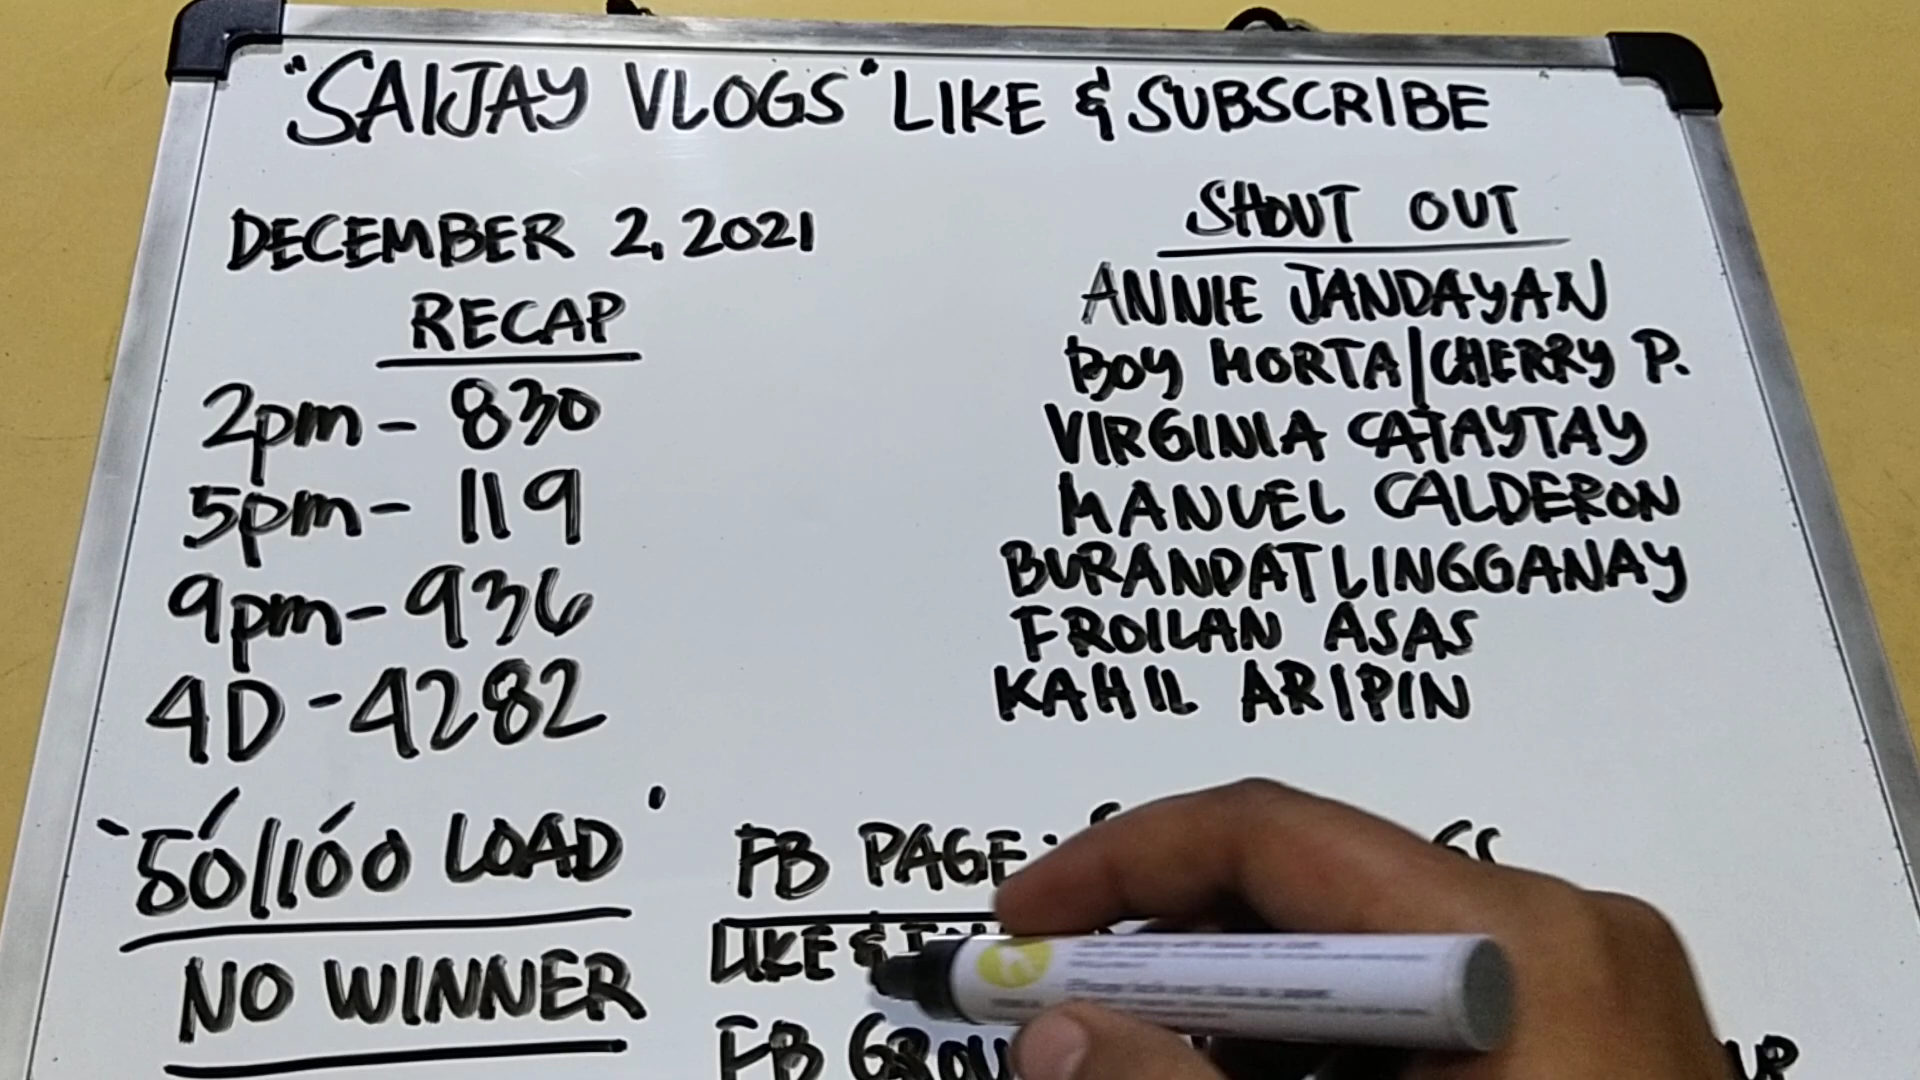 "SAIJAY VLOGS" LIKE & SUBSCRIBE
DECEMBER 2, 2021
RECAP
2pm - 830
5pm - 119
9pm - 936
4D - 4282
"50/100 LOAD"
NO WINNER
SHOUT OUT
ANNIE JANDAYAN
BOY MORTA/CHERRY P.
VIRGINIA CATAYTAY
MANUEL CALDERON
BURANDAT LINGGANAY
FROILAN ASAS
KAHIL ARIPIN
FB PAGE:
LIKE &
FB